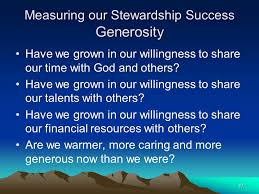 Measuring our Stewardship Success
Generosity
• Have we grown in our willingness to share
our time with God and others?
• Have we grown in our willingness to share
our talents with others?
• Have we grown in our willingness to share
our financial resources with others?
• Are we warmer, more caring and more
generous now than we were?